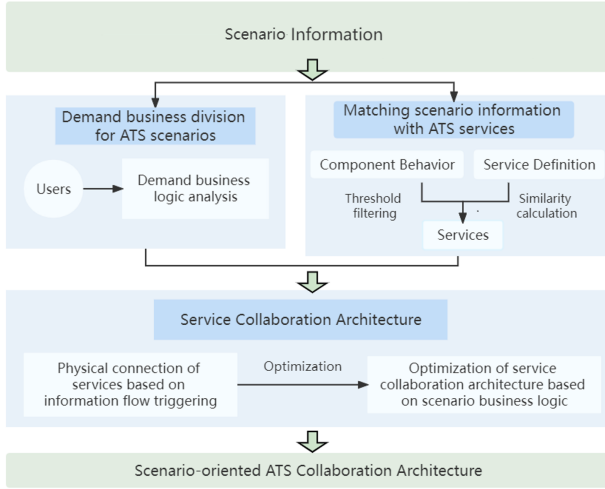 Scenario Information
Demand business division
for ATS scenarios
Users
Demand business
logic analysis
Matching scenario information
with ATS services
Component Behavior
Service Definition
Threshold
filtering
Similarity
calculation
Services
Service Collaboration Architecture
Physical connection of
services based on
information flow triggering
Optimization
Optimization of service
collaboration architecture based
on scenario business logic
Scenario-oriented ATS Collaboration Architecture